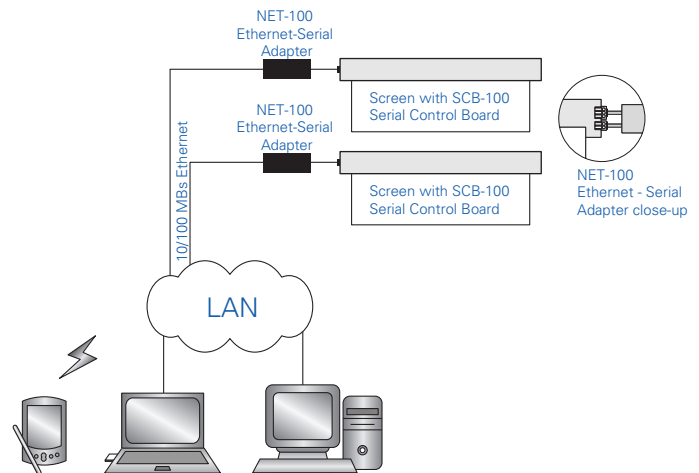 NET-100
Ethernet-Serial
Adapter
Screen with SCB-100
Serial Control Board
NET-100
Ethernet-Serial
Adapter
Screen with SCB-100
Serial Control Board
NET-100
Ethernet - Serial
Adapter close-up
10/100 MBs Ethernet
LAN